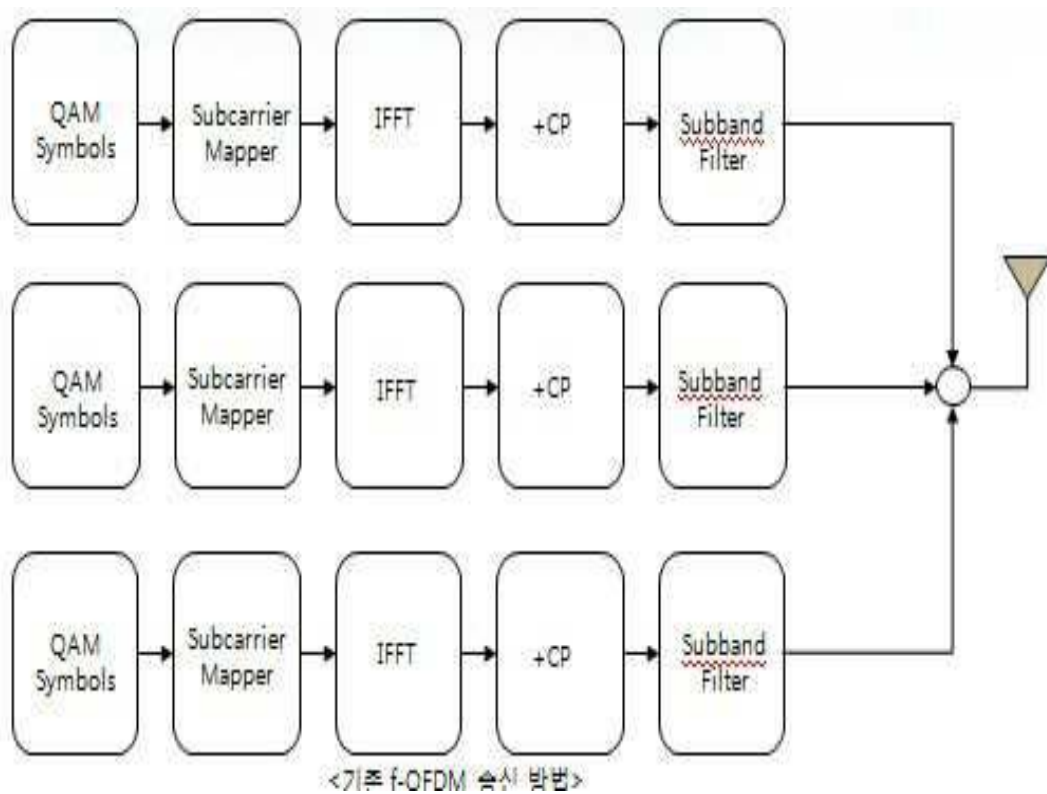 QAM
Symbols
Subcarrier
Mapper
IFFT
+CP
Subband
Filter
QAM
Symbols
Subcarrier
Mapper
IFFT
+CP
Subband
Filter
QAM
Symbols
Subcarrier
Mapper
IFFT
+CP
Subband
Filter
<기존 f-OFDM 송신 방법>